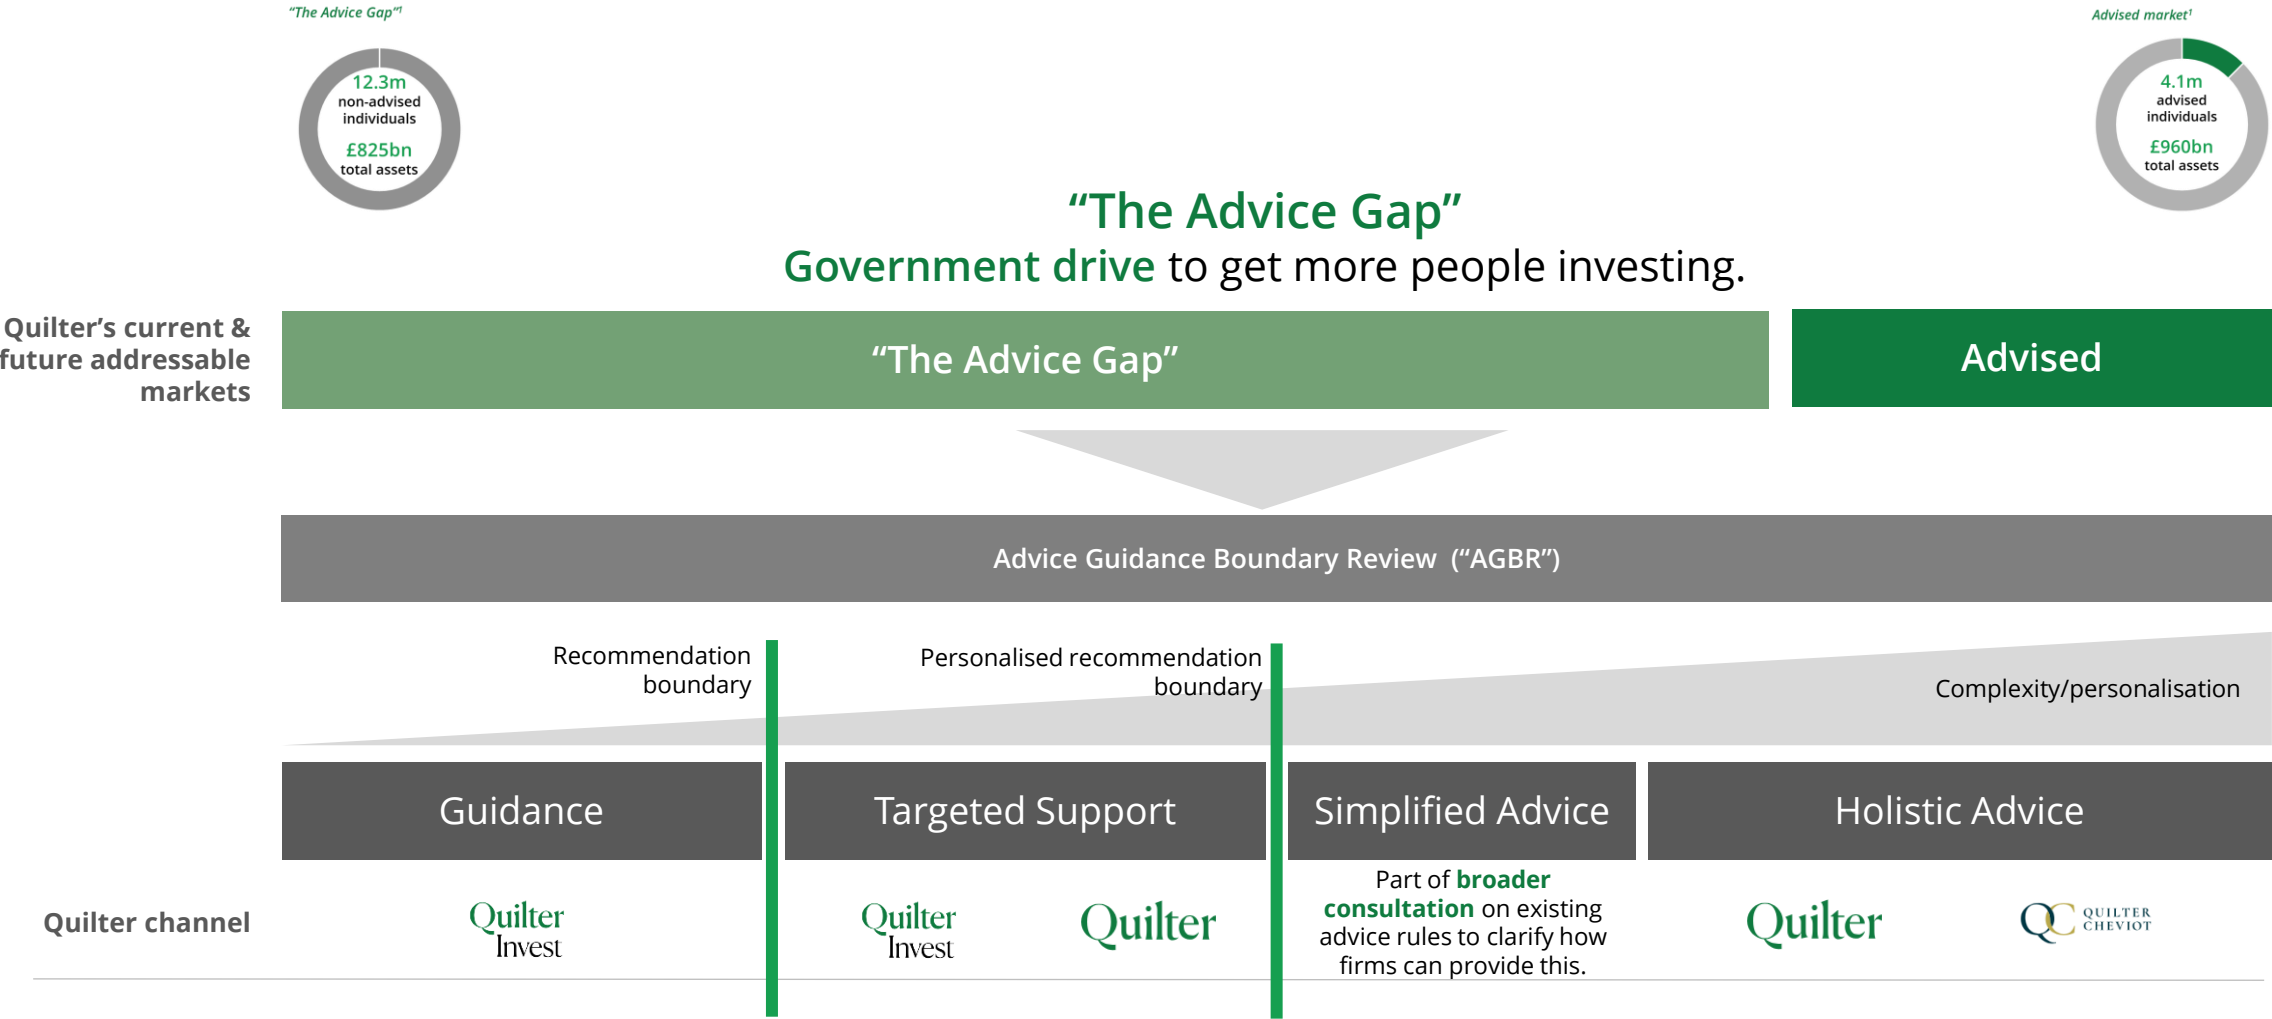 “The Advice Gap”¹
12.3m
non-advised
individuals
£825bn
total assets
Advised market¹
4.1m
advised
individuals
£960bn
total assets
“The Advice Gap”
Government drive to get more people investing.
Quilter’s current &
future addressable
markets
“The Advice Gap”
Advised
Advice Guidance Boundary Review (“AGBR”)
Recommendation
boundary
Personalised recommendation
boundary
Complexity/personalisation
Guidance
Targeted Support
Simplified Advice
Holistic Advice
Quilter channel
Quilter
Invest
Quilter
Invest
Quilter
Part of broader
consultation on existing
advice rules to clarify how
firms can provide this.
Quilter
QC QUILTER
CHEVIOT